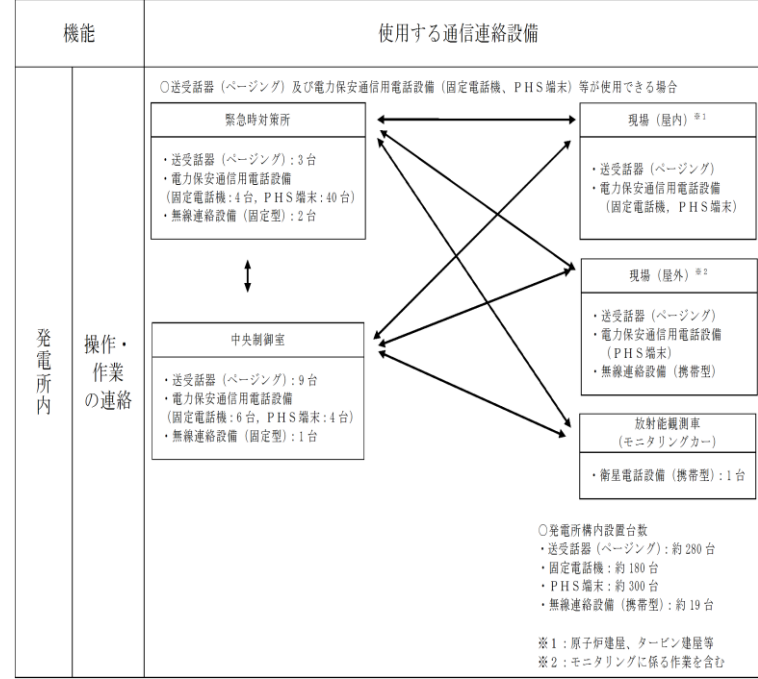 機能
使用する通信連絡設備
発電所内
操作・
作業
の連絡
○送受話器（ページング）及び電力保安通信用電話設備（固定電話機、ＰＨＳ端末）等が使用できる場合
緊急時対策所
・送受話器（ページング）：3台
・電力保安通信用電話設備
（固定電話機：4台，ＰＨＳ端末：40台）
・無線連絡設備（固定型）：2台
中央制御室
・送受話器（ページング）：9台
・電力保安通信用電話設備
（固定電話機：6台，ＰＨＳ端末：4台）
・無線連絡設備（固定型）：1台
現場（屋内）※1
・送受話器（ページング）
・電力保安通信用電話設備
（固定電話機，ＰＨＳ端末）
現場（屋外）※2
・送受話器（ページング）
・電力保安通信用電話設備
（ＰＨＳ端末）
・無線連絡設備（携帯型）
放射能観測車
（モニタリングカー）
・衛星電話設備（携帯型）：1台
○発電所構内設置台数
・送受話器（ページング）：約280台
・固定電話機：約180台
・ＰＨＳ端末：約300台
・無線連絡設備（携帯型）：約19台
※1：原子炉建屋、タービン建屋等
※2：モニタリングに係る作業を含む